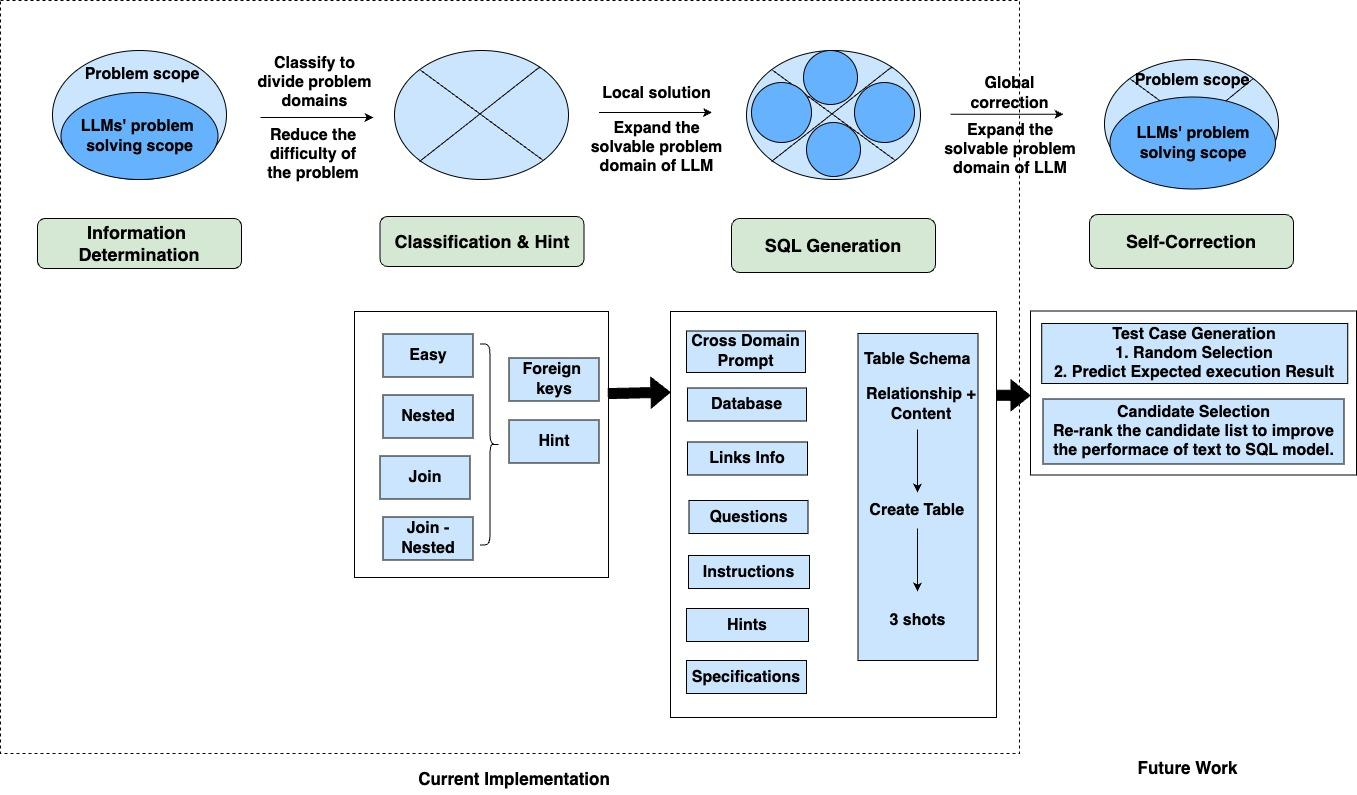 Problem scope
LLMs' problem
solving scope
Classify to
divide problem
domains
Reduce the
difficulty of
the problem
Local solution
Expand the
solvable problem
domain of LLM
Global
correction
Expand the
solvable problem
domain of LLM
Problem scope
LLMs' problem
solving scope
Information
Determination
Classification & Hint
SQL Generation
Self-Correction
Easy
Nested
Join
Join -
Nested
Foreign
keys
Hint
Cross Domain
Prompt
Database
Links Info
Questions
Instructions
Hints
Specifications
Table Schema
Relationship +
Content
Create Table
3 shots
Test Case Generation
1. Random Selection
2. Predict Expected execution Result
Candidate Selection
Re-rank the candidate list to improve
the performace of text to SQL model.
Current Implementation
Future Work